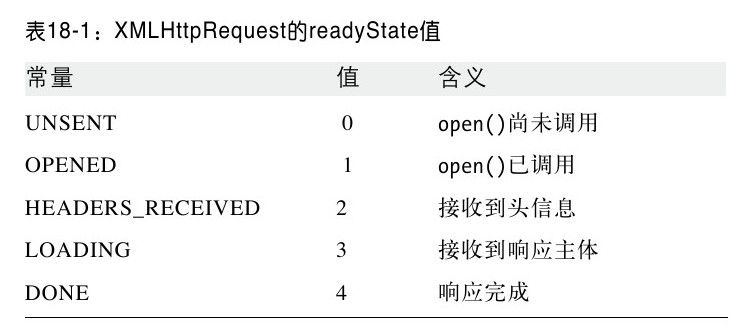 表18-1：XMLHttpRequest的readyState值
常量 值 含义
UNSENT 0 open()尚未调用
OPENED 1 open()已调用
HEADERS_RECEIVED 2 接收到头信息
LOADING 3 接收到响应主体
DONE 4 响应完成